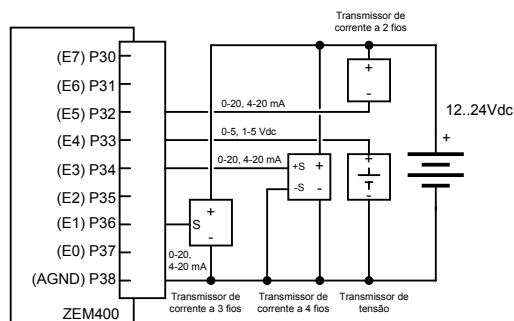 Transmissor de
corrente a 2 fios
(E7) P30
(E6) P31
(E5) P32
(E4) P33
(E3) P34
(E2) P35
(E1) P36
(E0) P37
(AGND) P38
ZEM400
0-20, 4-20 mA
0-5, 1-5 Vdc
0-20, 4-20 mA
+
-
12..24Vdc
+
+S
-S
+
-
+
-
S
+
-
0-20,
4-20 mA
Transmissor de
corrente a 3 fios
Transmissor de
corrente a 4 fios
Transmissor de
tensão